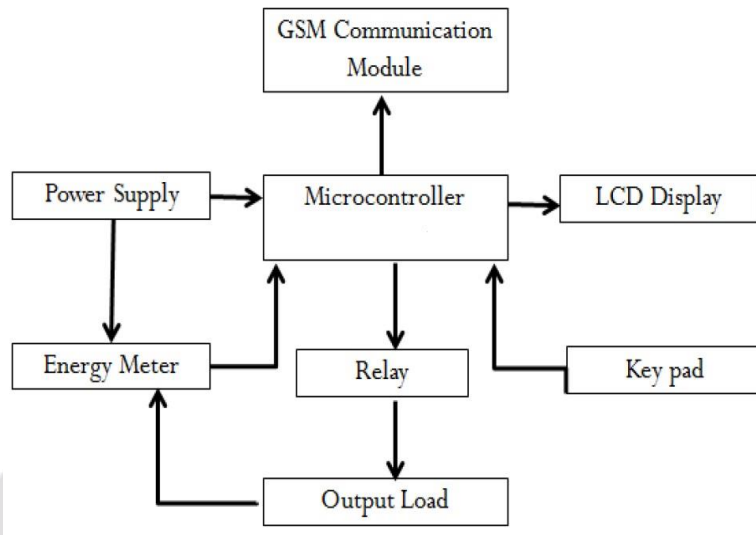 GSM Communication
Module
Power Supply
Microcontroller
LCD Display
Energy Meter
Relay
Key pad
Output Load